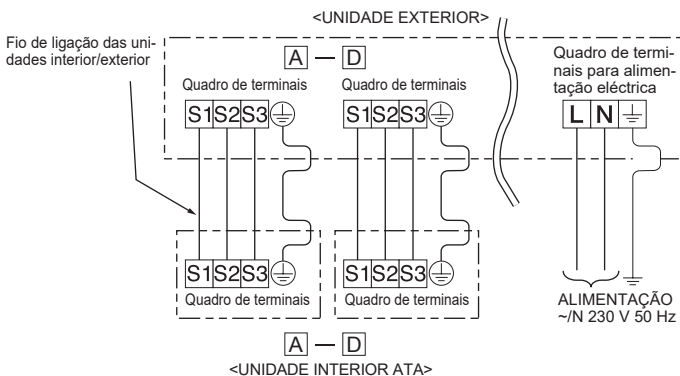 <UNIDADE EXTERIOR>
Fio de ligação das uni-
dades interior/exterior
A — D
Quadro de terminais
Quadro de terminais
Quadro de termi-
nais para alimen-
tação eléctrica
S1 S2 S3
S1 S2 S3
L N
S1 S2 S3
S1 S2 S3
Quadro de terminais
Quadro de terminais
ALIMENTAÇÃO
~/N 230 V 50 Hz
A — D
<UNIDADE INTERIOR ATA>